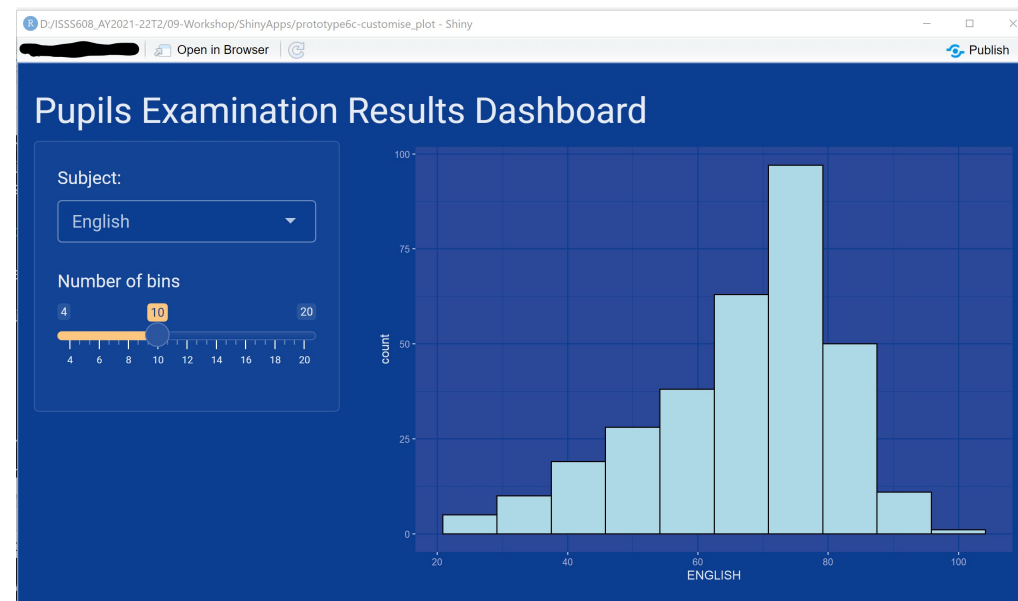 D:/ISSS608_AY2021-22T2/09-Workshop/ShinyApps/prototype6c-customise_plot - Shiny
Open in Browser
Publish
Pupils Examination Results Dashboard
Subject:
English
Number of bins
4 10 20
4 6 8 10 12 14 16 18 20
100
75
50
25
0
count
20 40 60 80 100
ENGLISH